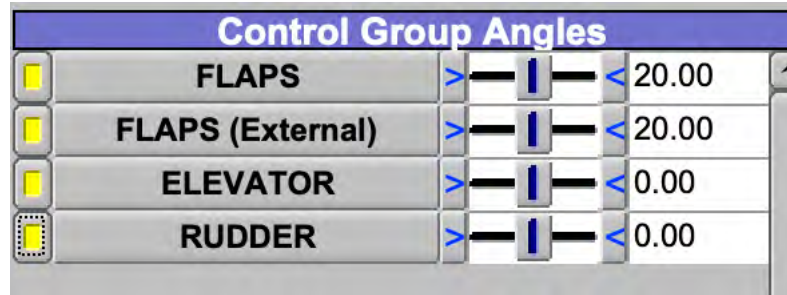 Control Group Angles
FLAPS > < 20.00
FLAPS (External) > < 20.00
ELEVATOR > < 0.00
RUDDER > < 0.00